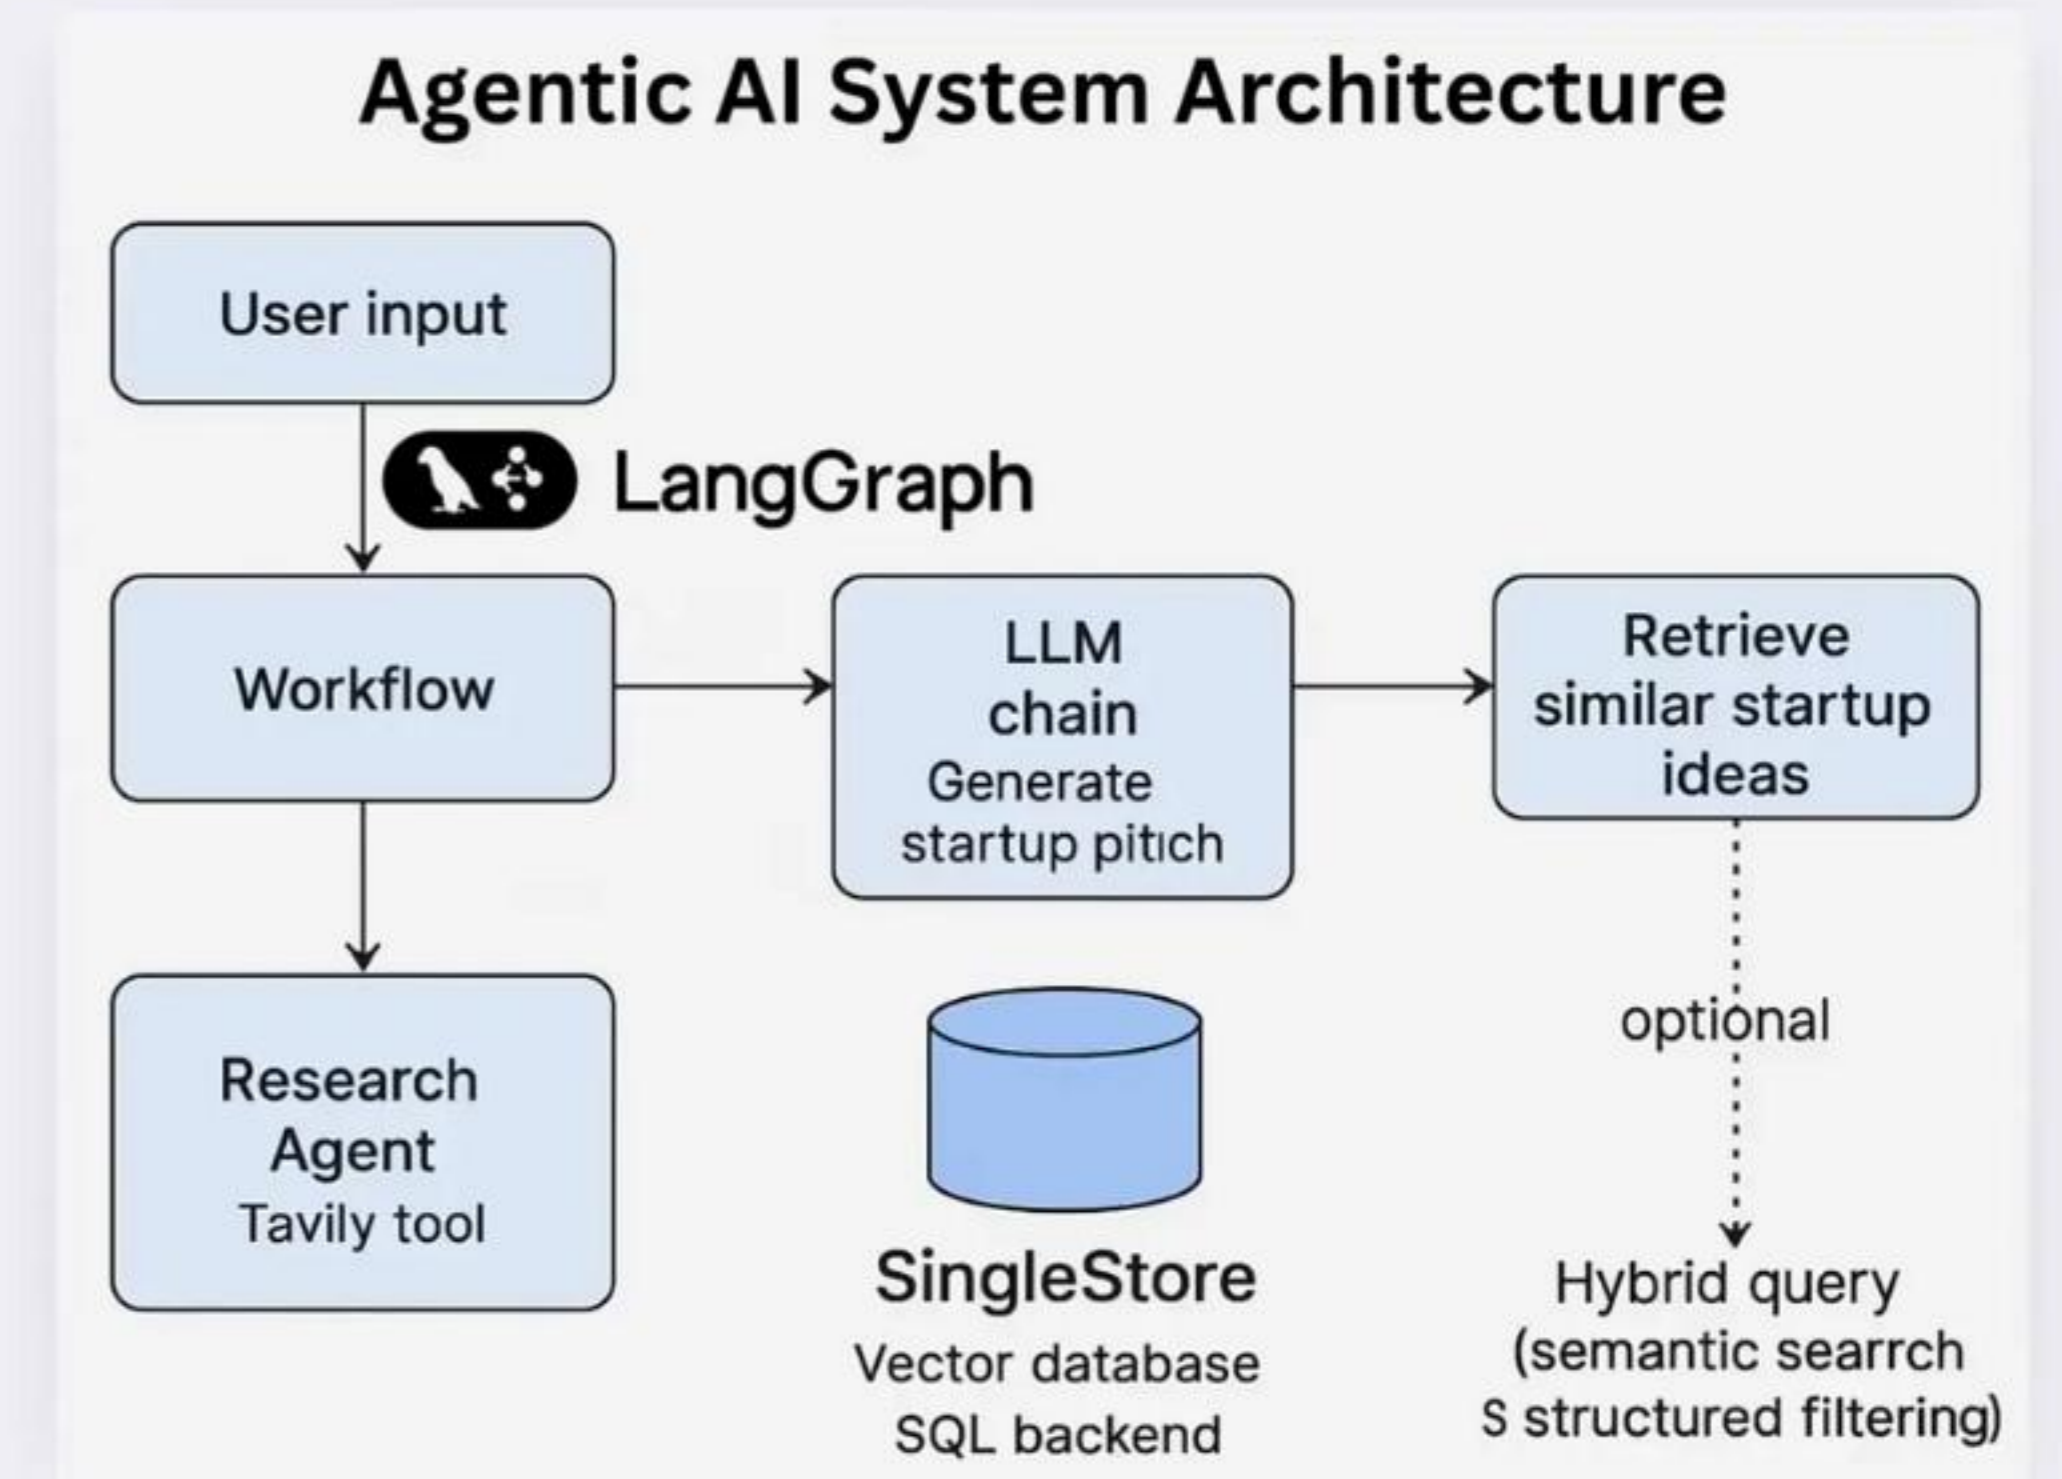 Agentic AI System Architecture
User input
LangGraph
Workflow
LLM
chain
Generate
startup pitıch
Retrieve
similar startup
ideas
Research
Agent
Tavily tool
optional
SingleStore
Vector database
SQL backend
Hybrid query
(semantic searrch
S structured filtering)